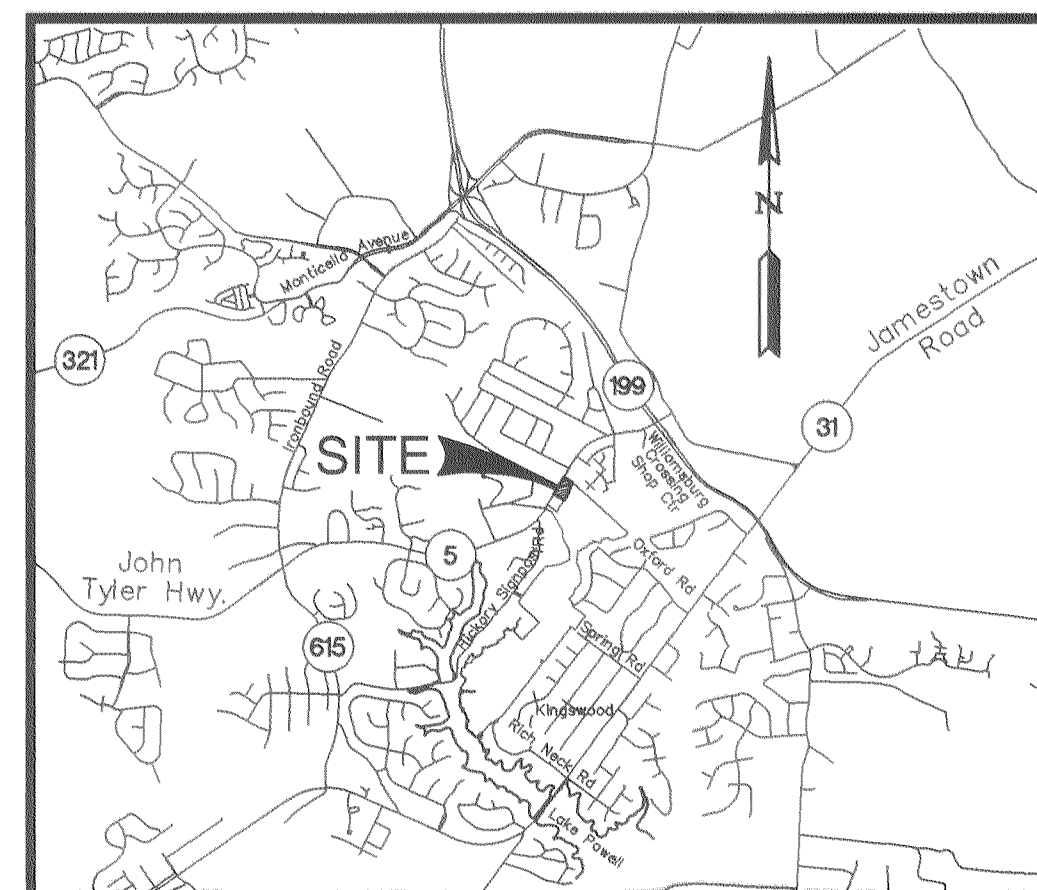 N
Monticello Avenue
Jamestown
Road
321
Ironbound Road
199
31
SITE
Williamsburg
Crossing
Shop Ctr
John
Tyler Hwy.
5
Hickory Signpost Rd
Oxford Rd
615
Spring Rd
Kingswood
Rich Neck Rd
Lake Powell